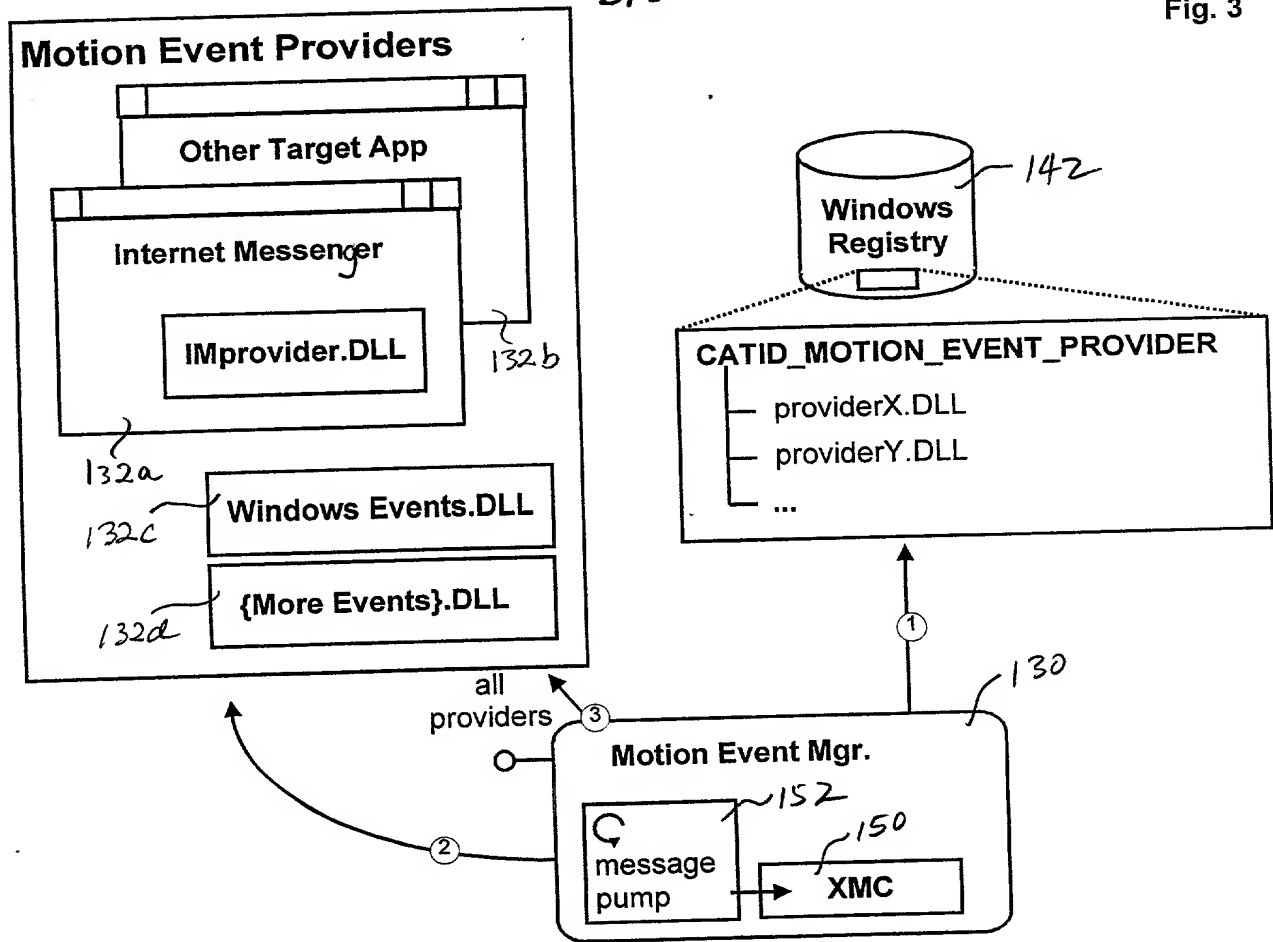 Fig. 3
Motion Event Providers
Other Target App
Internet Messenger
IMprovider.DLL
132b
132a
Windows Events.DLL
132c
{More Events}.DLL
132d
142
Windows
Registry
CATID_MOTION_EVENT_PROVIDER
providerX.DLL
providerY.DLL
...
1
all
providers
3
130
Motion Event Mgr.
152
message
pump
150
XMC
2